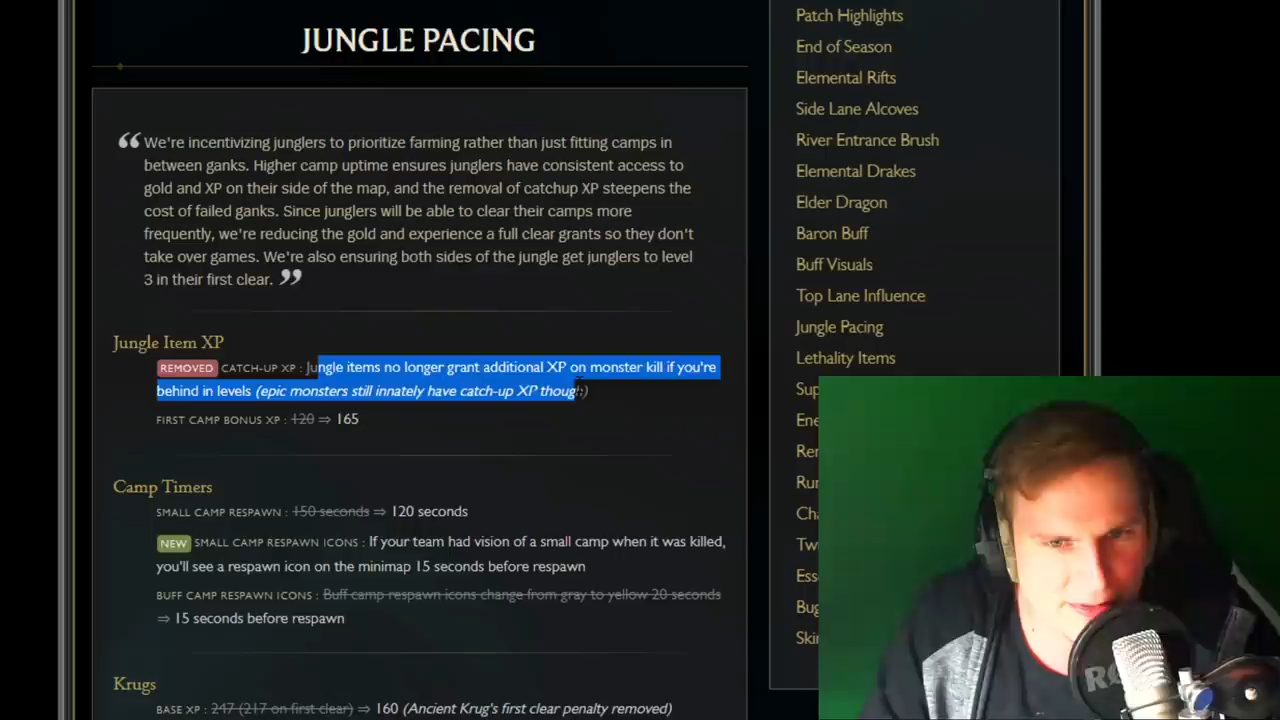 JUNGLE PACING
We're incentivizing junglers to prioritize farming rather than just fitting camps in
between ganks. Higher camp uptime ensures junglers have consistent access to
gold and XP on their side of the map, and the removal of catchup XP steepens the
cost of failed ganks. Since junglers will be able to clear their camps more
frequently, we're reducing the gold and experience a full clear grants so they don't
take over games. We're also ensuring both sides of the jungle get junglers to level
3 in their first clear.
Jungle Item XP
REMOVED CATCH-UP XP : Jungle items no longer grant additional XP on monster kill if you're
behind in levels (epic monsters still innately have catch-up XP though)
FIRST CAMP BONUS XP : 120 ⇒ 165
Camp Timers
SMALL CAMP RESPAWN : 150 seconds ⇒ 120 seconds
NEW SMALL CAMP RESPAWN ICONS : If your team had vision of a small camp when it was killed,
you'll see a respawn icon on the minimap 15 seconds before respawn
BUFF CAMP RESPAWN ICONS : Buff camp respawn icons change from gray to yellow 20 seconds
⇒ 15 seconds before respawn
Krugs
BASE XP : 247 (217 on first clear) ⇒ 160 (Ancient Krug's first clear penalty removed)
Patch Highlights
End of Season
Elemental Rifts
Side Lane Alcoves
River Entrance Brush
Elemental Drakes
Elder Dragon
Baron Buff
Buff Visuals
Top Lane Influence
Jungle Pacing
Lethality Items
Sup
Ene
Rer
Run
Cha
Tw
Ess
Bug
Skir